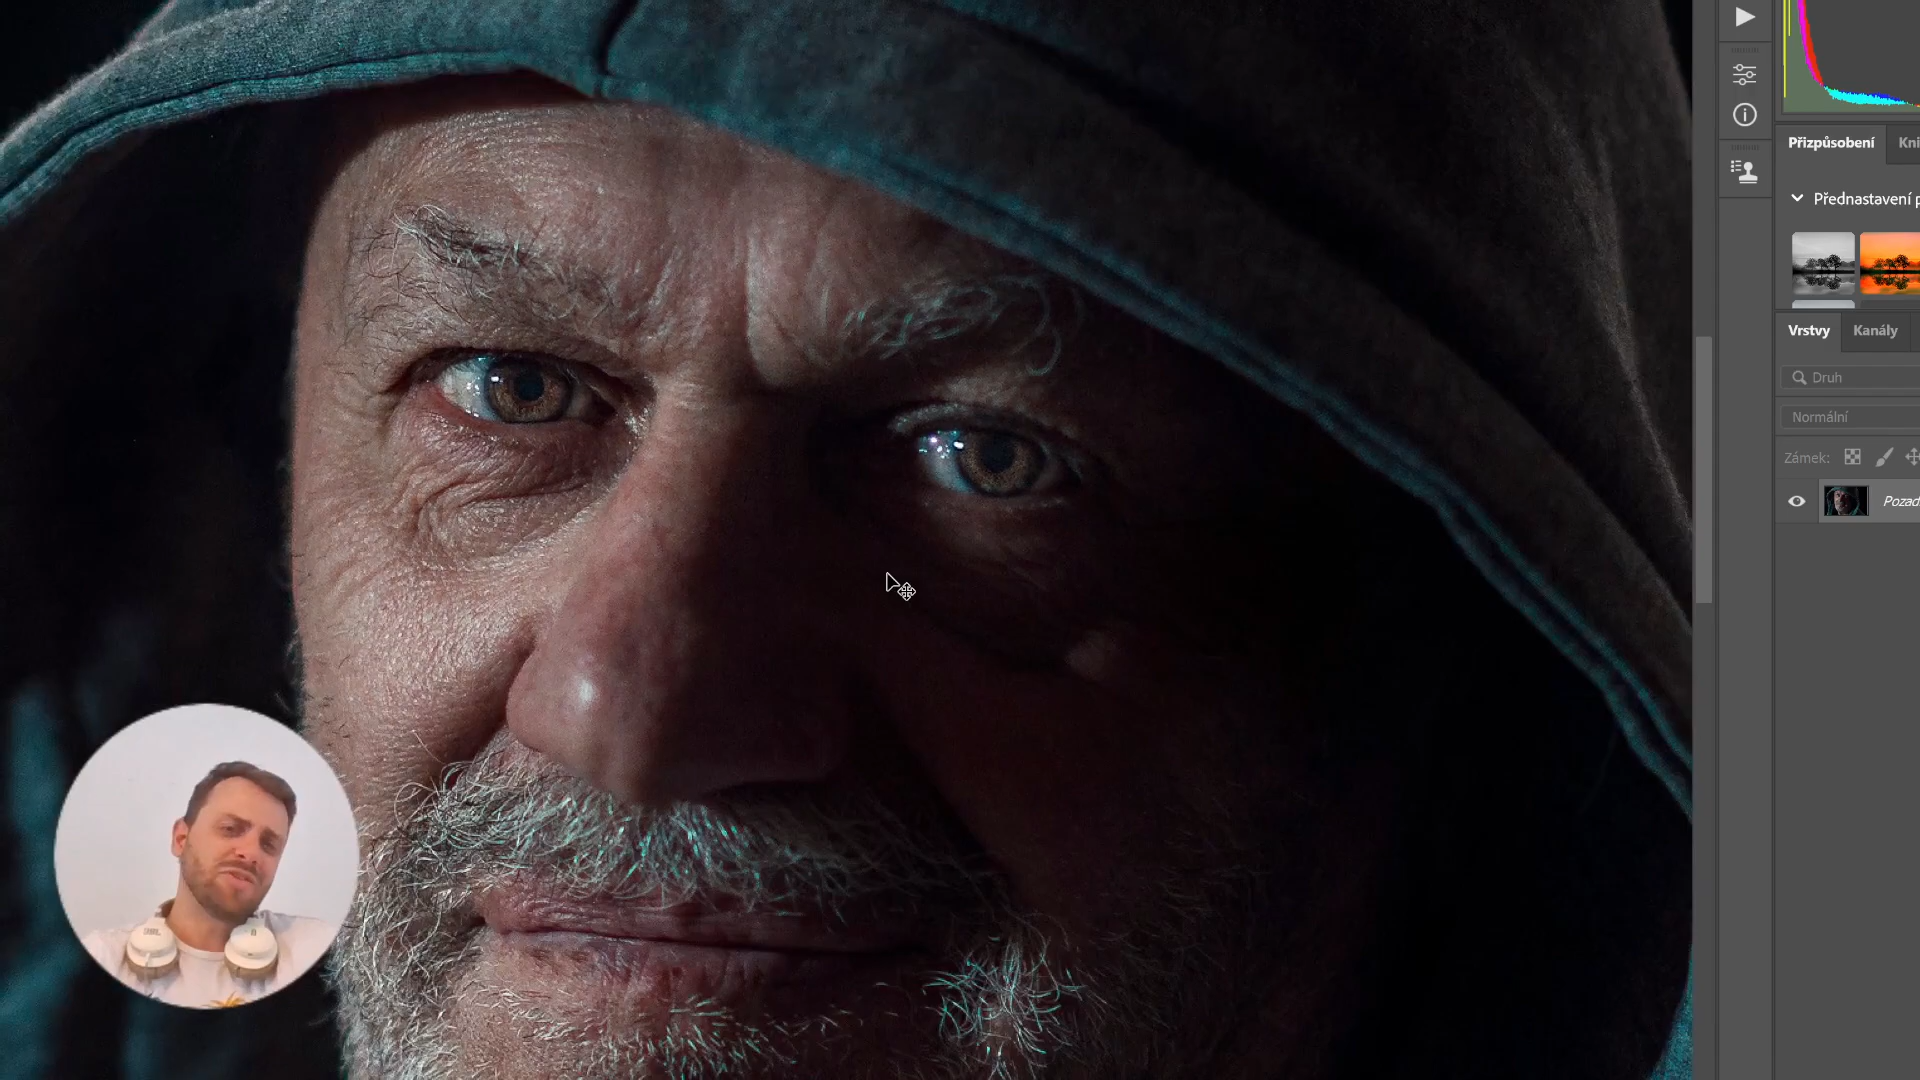 Přizpůsobení
Kni
Přednastavení p
Vrstvy Kanály
Druh
Normální
Zámek:
Pozad